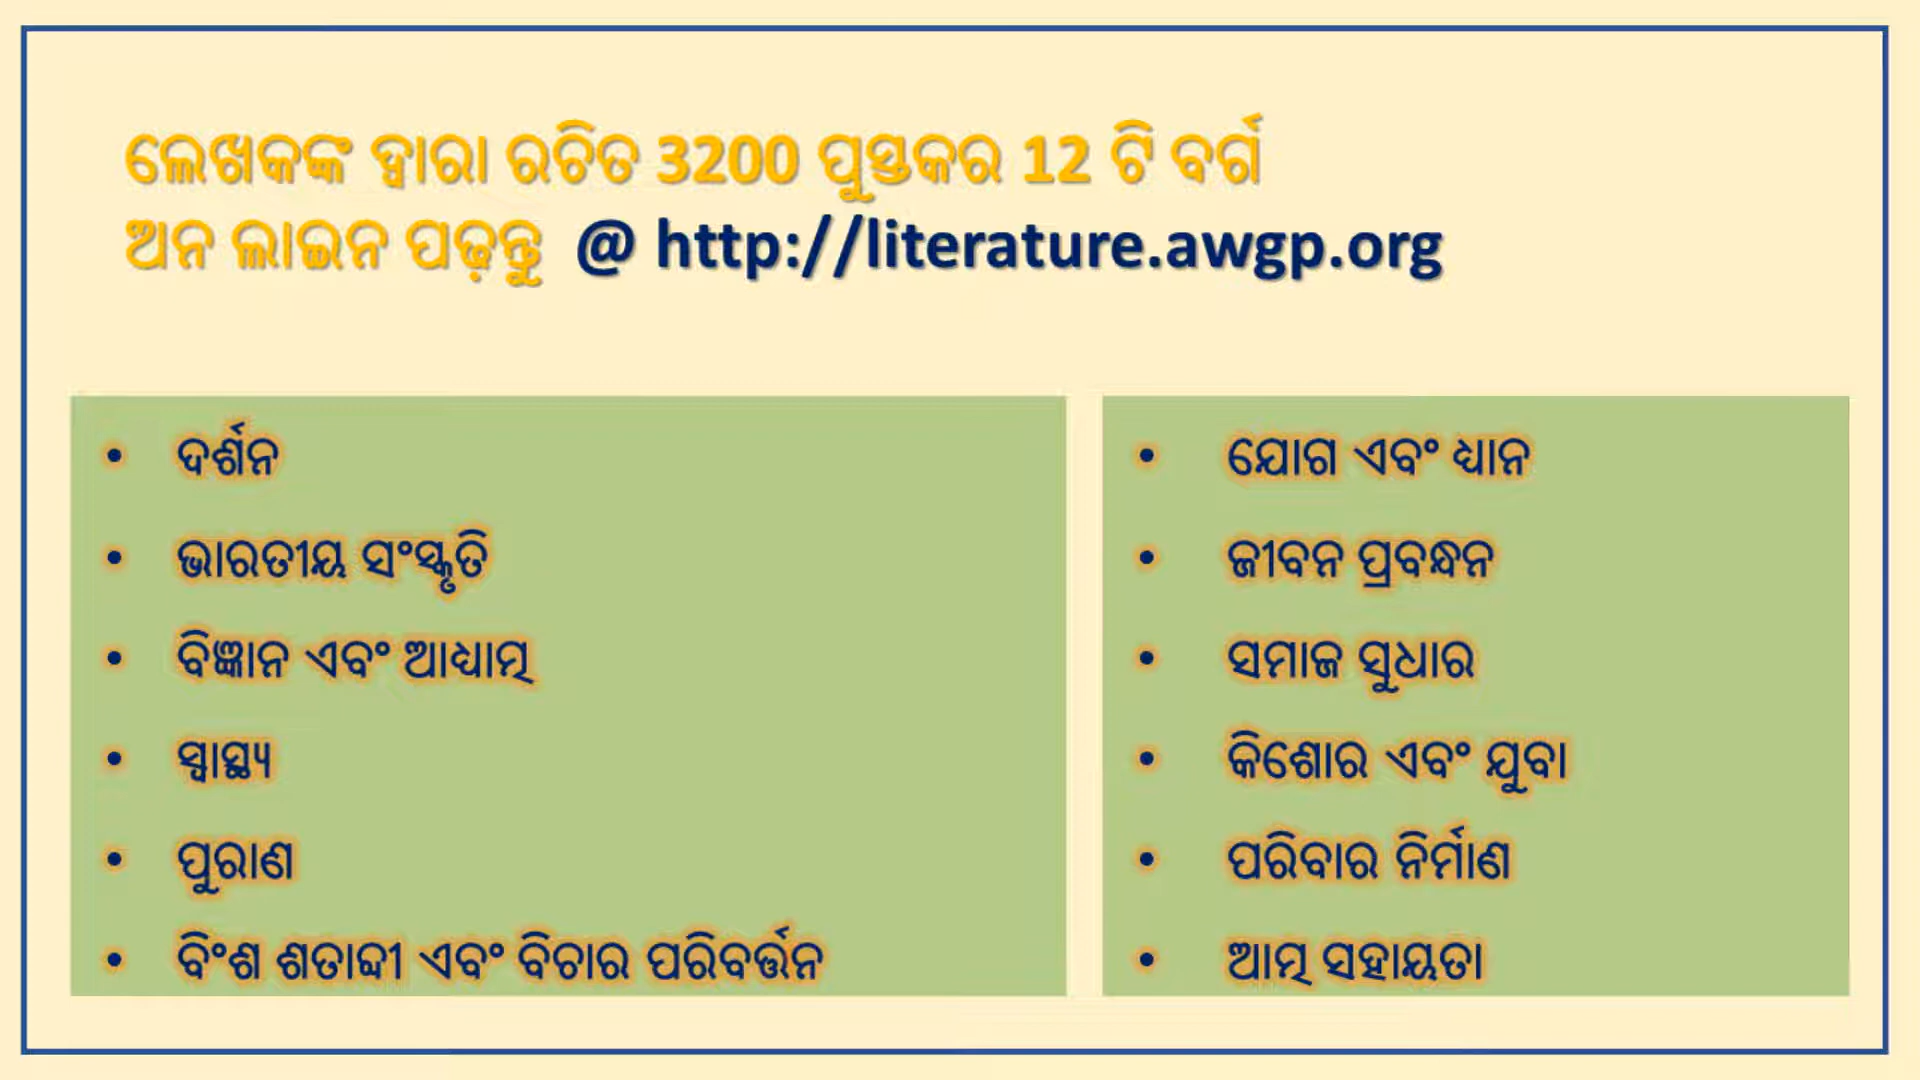 ଲେଖକଙ୍କ ଦ୍ୱାରା ରଚିତ 3200 ପୁସ୍ତକର 12 ଟି ବର୍ଗ
ଅନ ଲାଇନ ପଢ଼ନ୍ତୁ @ http://literature.awgp.org
• ଦର୍ଶନ
• ଭାରତୀୟ ସଂସ୍କୃତି
• ବିଜ୍ଞାନ ଏବଂ ଆଧ୍ୟାତ୍ମ
• ସ୍ୱାସ୍ଥ୍ୟ
• ପୁରାଣ
• ବିଂଶ ଶତାବ୍ଦୀ ଏବଂ ବିଚାର ପରିବର୍ତ୍ତନ
• ଯୋଗ ଏବଂ ଧ୍ୟାନ
• ଜୀବନ ପ୍ରବନ୍ଧନ
• ସମାଜ ସୁଧାର
• କିଶୋର ଏବଂ ଯୁବା
• ପରିବାର ନିର୍ମାଣ
• ଆତ୍ମ ସହାୟତା